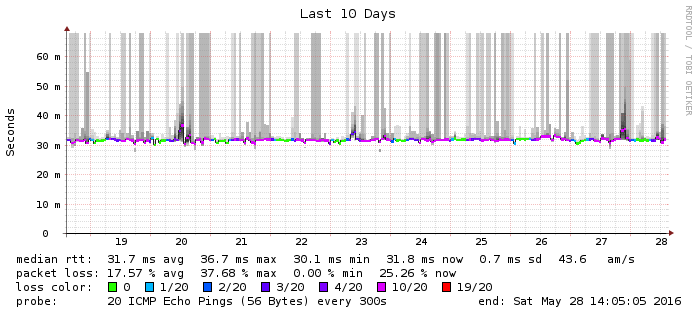 Last 10 Days
RRDTOOL / TOBI OETIKER
Seconds
60 m
50 m
40 m
30 m
20 m
10 m
0
19 20 21 22 23 24 25 26 27 28
median rtt: 31.7 ms avg 36.7 ms max 30.1 ms min 31.8 ms now 0.7 ms sd 43.6 am/s
packet loss: 17.57 % avg 37.68 % max 0.00 % min 25.26 % now
loss color: 0 1/20 2/20 3/20 4/20 10/20 19/20
probe: 20 ICMP Echo Pings (56 Bytes) every 300s end: Sat May 28 14:05:05 2016